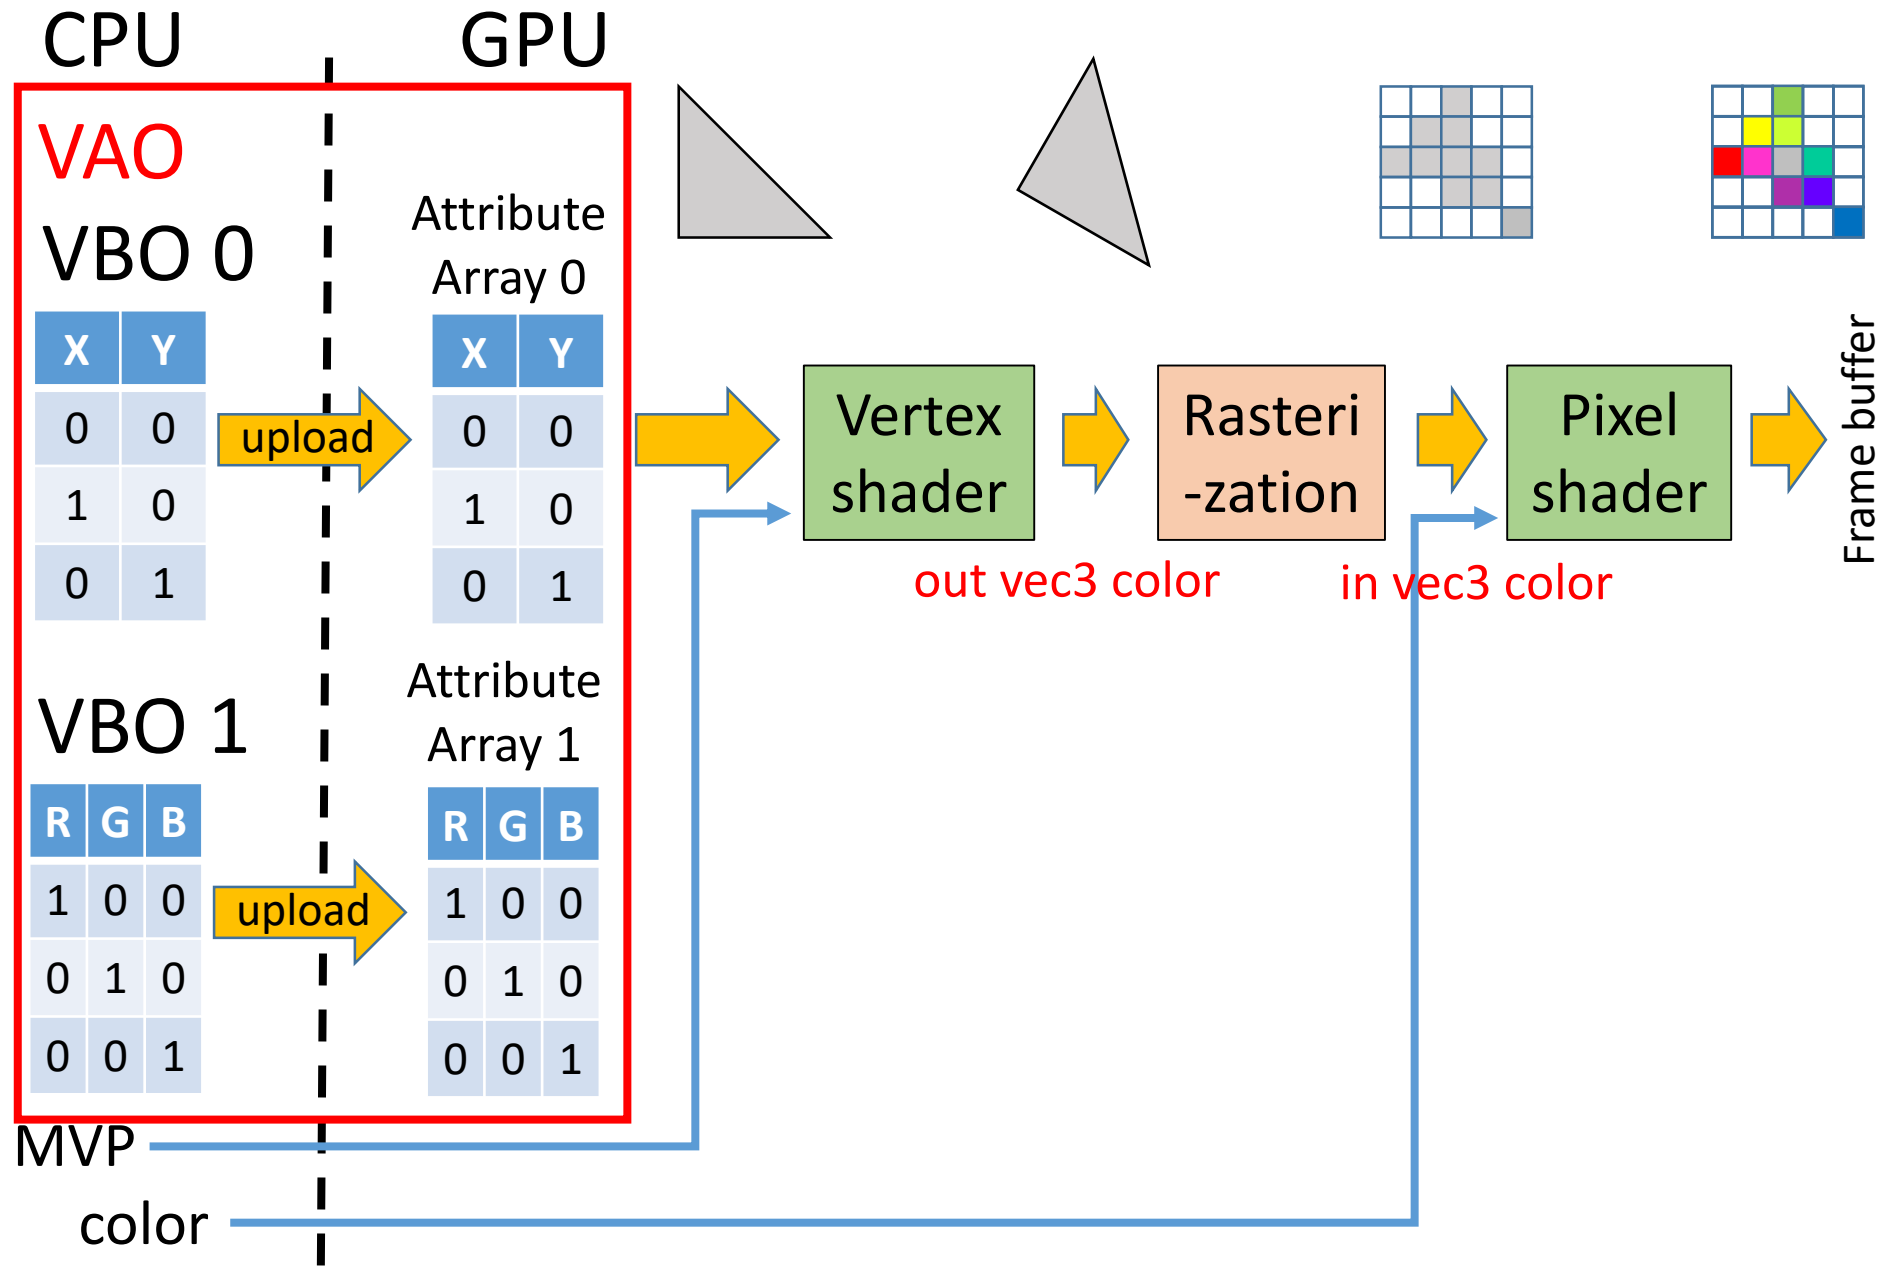 CPU
GPU
VAO
VBO 0
X Y
0 0
1 0
0 1
upload
Attribute
Array 0
X Y
0 0
1 0
0 1
VBO 1
R G B
1 0 0
0 1 0
0 0 1
upload
Attribute
Array 1
R G B
1 0 0
0 1 0
0 0 1
MVP
color
Vertex
shader
out vec3 color
Rasteri
-zation
in vec3 color
Pixel
shader
Frame buffer